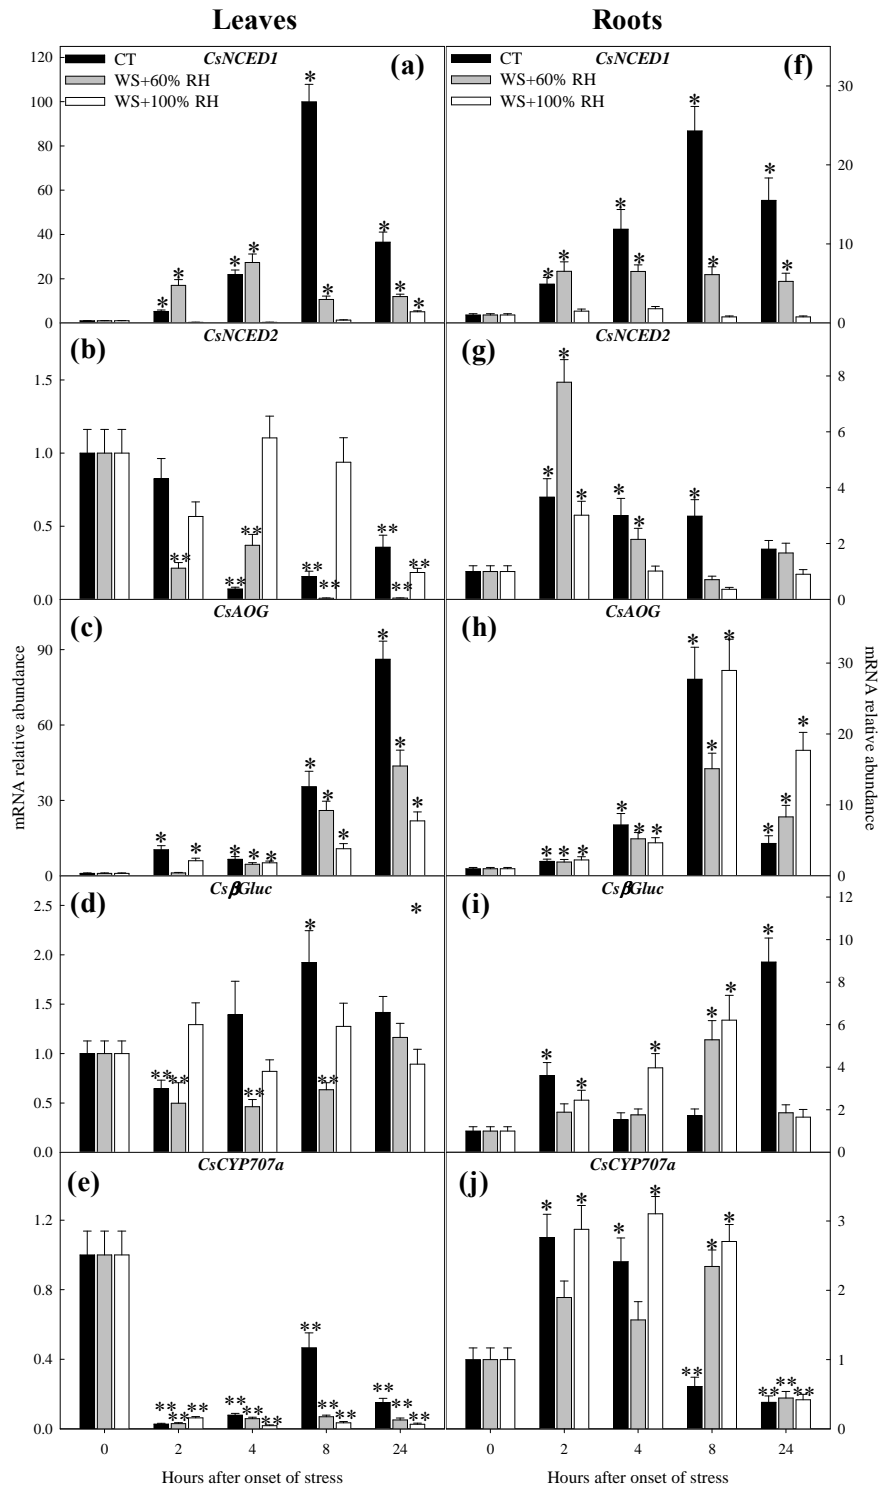 Leaves
Roots
CsNCED1
(a)
CT
WS+60% RH
WS+100% RH
120
100
80
60
40
20
0
* * * * * * * * *
CsNCED1
(f)
CT
WS+60% RH
WS+100% RH
30
20
10
0
* * * * * * * *
CsNCED2
(b)
1.5
1.0
0.5
0.0
** ** ** ** ** ** ** **
CsNCED2
(g)
8
6
4
2
0
* * * * * *
CsAOG
(c)
90
60
30
0
* * * * * * * * * * *
CsAOG
(h)
30
20
10
0
* * * * * * * * * * * *
CsβGluc
(d)
2.5
2.0
1.5
1.0
0.5
0.0
** ** ** * ** *
CsβGluc
(i)
12
10
8
6
4
2
0
* * * * * *
CsCYP707a
(e)
1.2
0.8
0.4
0.0
** ** ** ** ** ** ** ** ** ** ** **
CsCYP707a
(j)
3
2
1
0
* * * * ** * * ** ** **
mRNA relative abundance
mRNA relative abundance
0 2 4 8 24
Hours after onset of stress
0 2 4 8 24
Hours after onset of stress